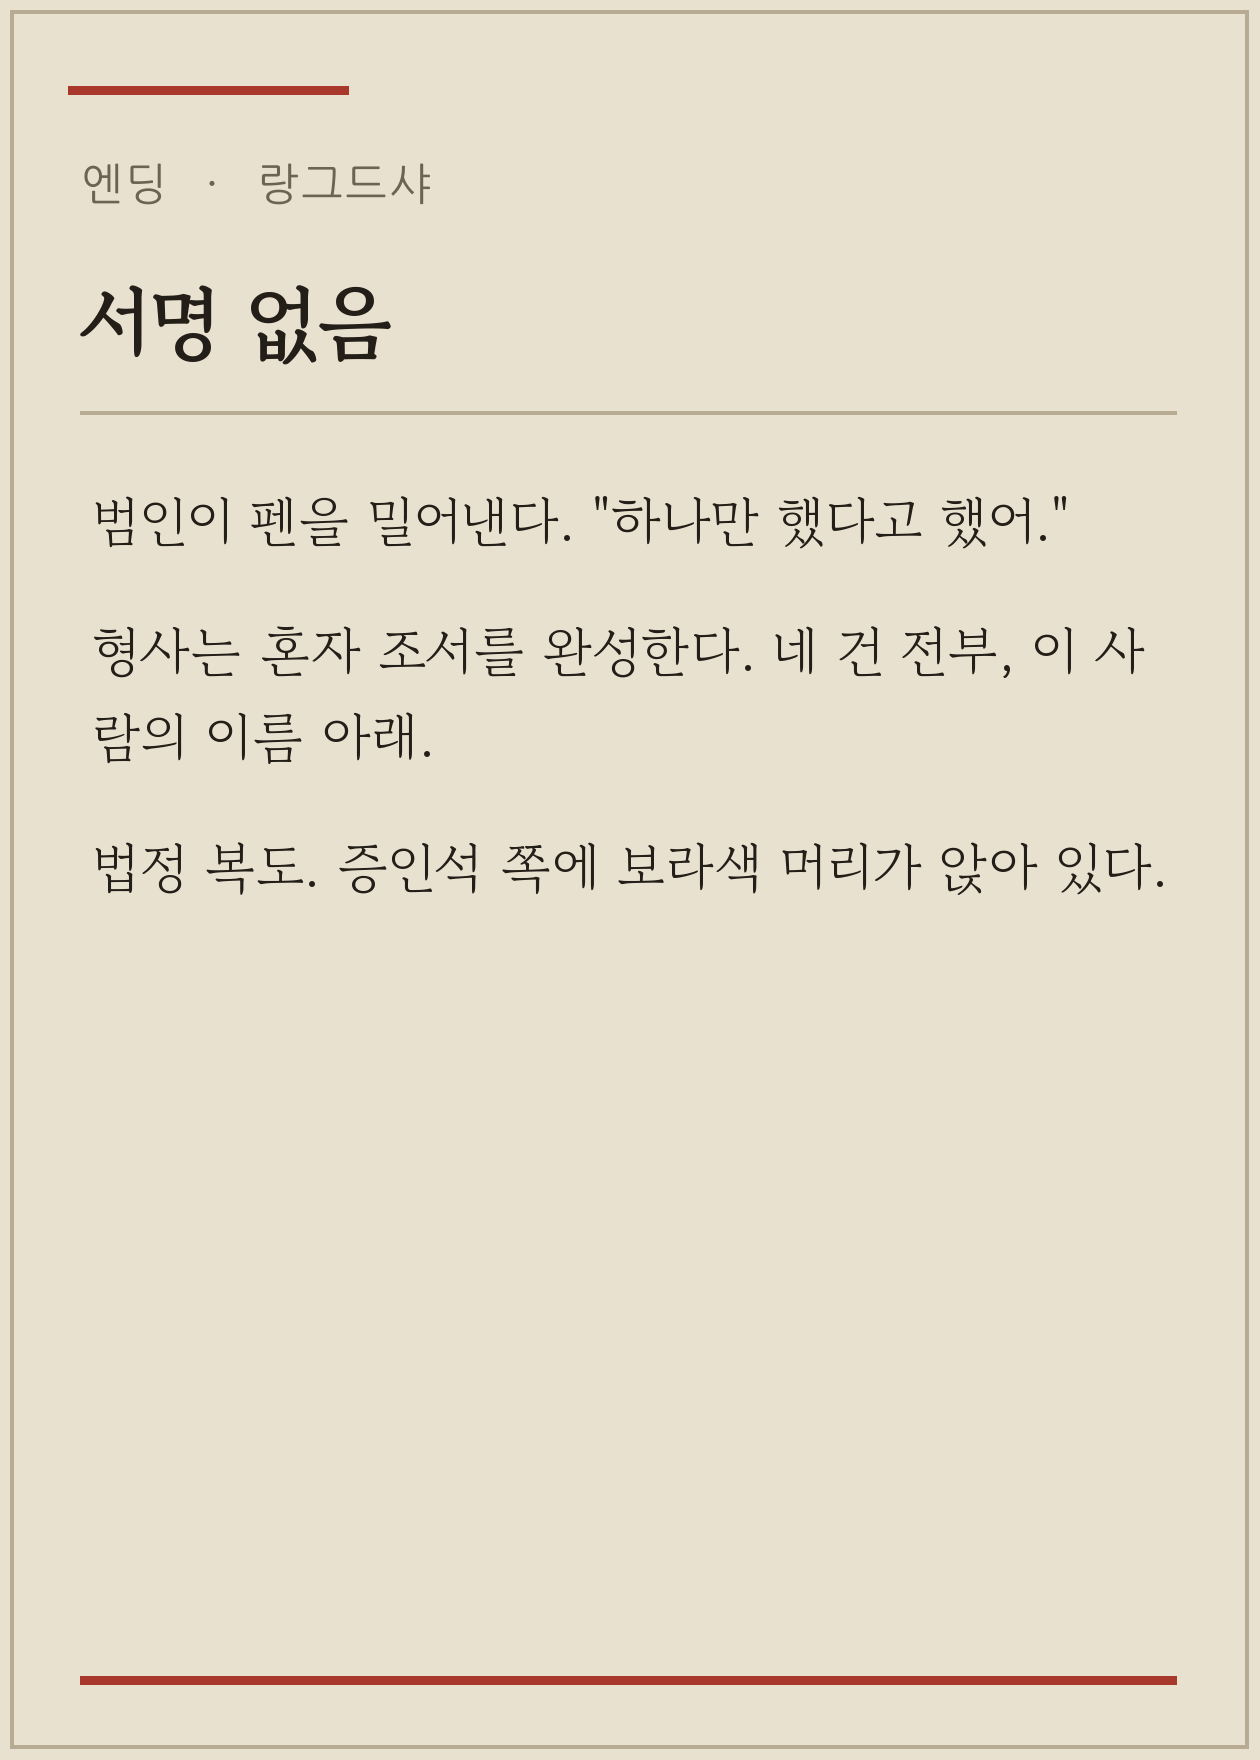 엔딩 · 랑그드샤
서명 없음
범인이 펜을 밀어낸다. "하나만 했다고 했어."
형사는 혼자 조서를 완성한다. 네 건 전부, 이 사
람의 이름 아래.
법정 복도. 증인석 쪽에 보라색 머리가 앉아 있다.